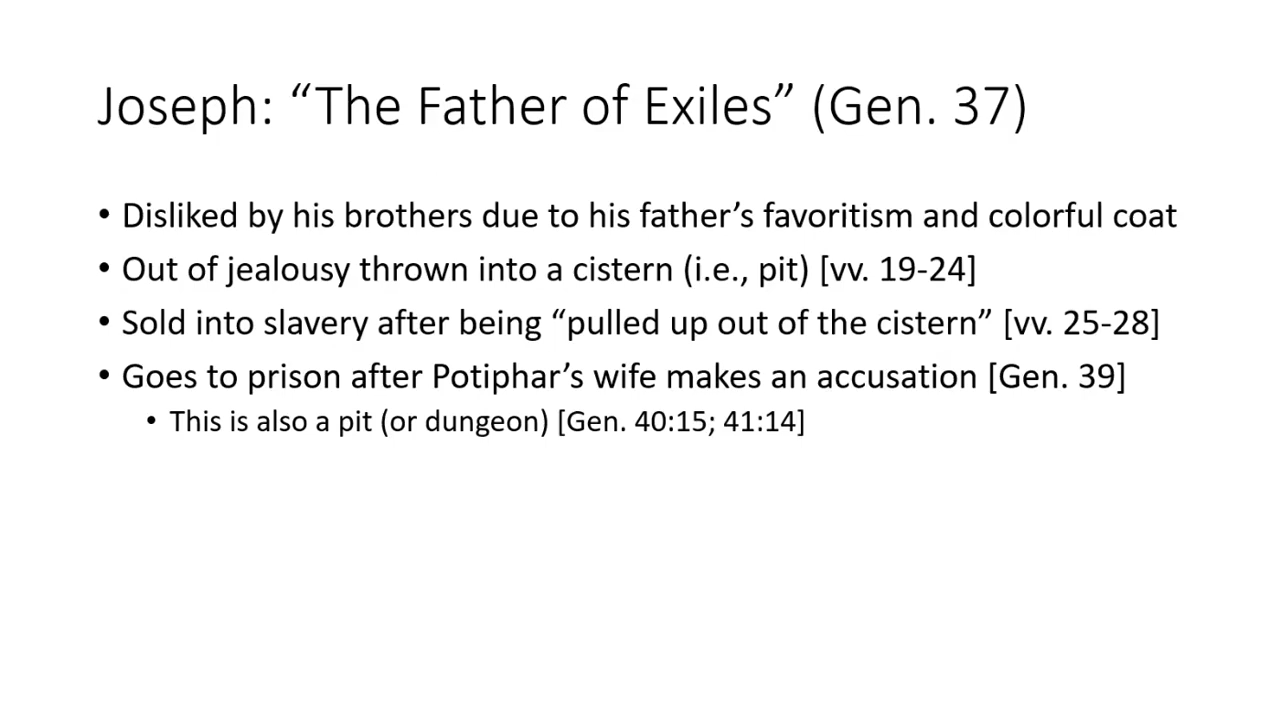 Joseph: “The Father of Exiles” (Gen. 37)
• Disliked by his brothers due to his father’s favoritism and colorful coat
• Out of jealousy thrown into a cistern (i.e., pit) [vv. 19-24]
• Sold into slavery after being “pulled up out of the cistern” [vv. 25-28]
• Goes to prison after Potiphar’s wife makes an accusation [Gen. 39]
• This is also a pit (or dungeon) [Gen. 40:15; 41:14]